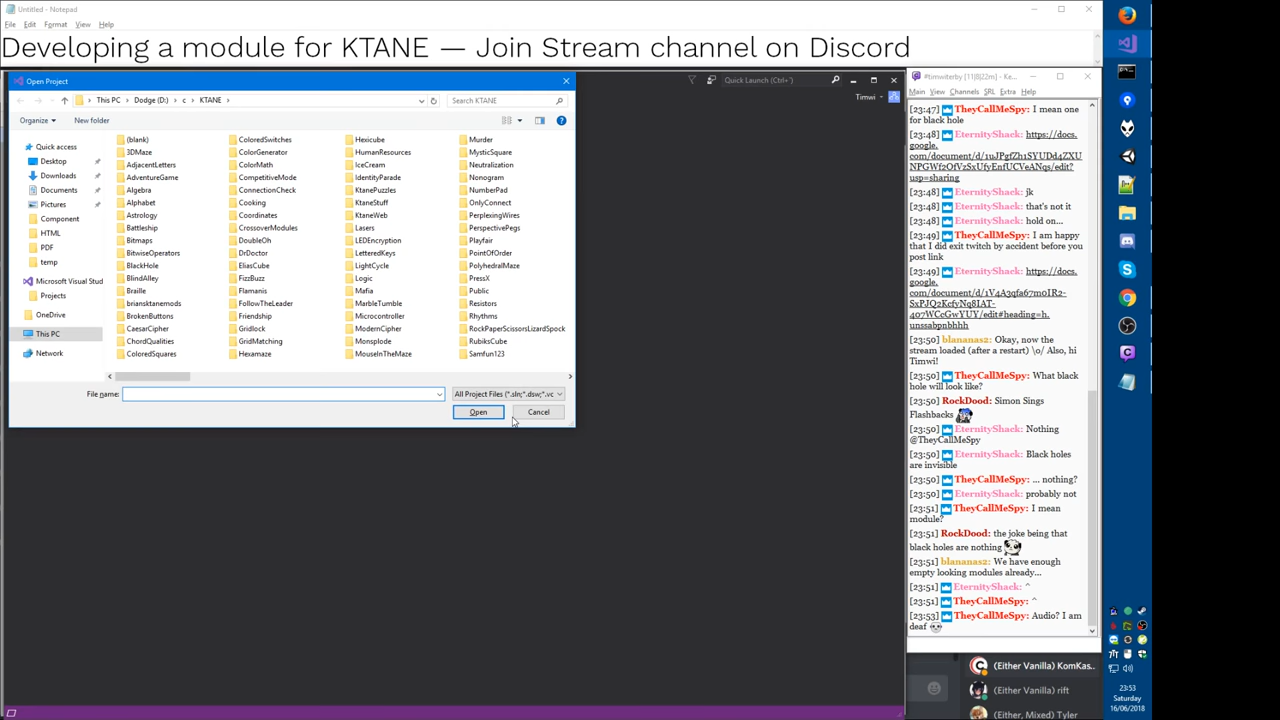 Untitled - Notepad
File Edit Format View Help
Developing a module for KTANE — Join Stream channel on Discord
Open Project
This PC > Dodge (D:) > c > KTANE >
Search KTANE
Organize
New folder
Quick access
Desktop
Downloads
Documents
Pictures
Component
HTML
PDF
temp
Microsoft Visual Stud
Projects
OneDrive
This PC
Network
(blank)
3DMaze
AdjacentLetters
AdventureGame
Algebra
Alphabet
Astrology
Battleship
Bitmaps
BitwiseOperators
BlackHole
BlindAlley
Braille
briansktanemods
BrokenButtons
CaesarCipher
ChordQualities
ColoredSquares
ColoredSwitches
ColorGenerator
ColorMath
CompetitiveMode
ConnectionCheck
Cooking
Coordinates
CrossoverModules
DoubleOh
DrDoctor
EliasCube
FizzBuzz
Flamanis
FollowTheLeader
Friendship
Gridlock
GridMatching
Hexamaze
Hexicube
HumanResources
IceCream
IdentityParade
KtanePuzzles
KtaneStuff
KtaneWeb
Lasers
LEDEncryption
LetteredKeys
LightCycle
Logic
Mafia
MarbleTumble
Microcontroller
ModernCipher
Monsplode
MouseInTheMaze
Murder
MysticSquare
Neutralization
Nonogram
NumberPad
OnlyConnect
PerplexingWires
PerspectivePegs
Playfair
PointOfOrder
PolyhedralMaze
PressX
Public
Resistors
Rhythms
RockPaperScissorsLizardSpock
RubiksCube
Samfun123
File name:
All Project Files (*.sln;*.dsw;*.vc
Open
Cancel
Quick Launch (Ctrl+')
Timwi
#timwiterby [11|8|22m] - Ke...
Main View Channels SRL Extra Help
[23:47] TheyCallMeSpy: I mean one
for black hole
[23:48] EternityShack: https://docs.
google.
com/document/d/1uJPgfZh1SYUDd4ZXU
NPGWf2OfVzSxUfyEnfUCVeANqs/edit?
usp=sharing
[23:48] EternityShack: jk
[23:48] EternityShack: that's not it
[23:48] EternityShack: hold on...
[23:49] TheyCallMeSpy: I am happy
that I did exit twitch by accident before you
post link
[23:49] EternityShack: https://docs.
google.
com/document/d/1V4A3qfa67m0IR2-
SxPJQ2KcfyNq8IAT-
407WCcGwYUY/edit#heading=h.
unssabpnbhhh
[23:50] blananas2: Okay, now the
stream loaded (after a restart) \o/ Also, hi
Timwi!
[23:50] TheyCallMeSpy: What black
hole will look like?
[23:50] RockDood: Simon Sings
Flashbacks
[23:50] EternityShack: Nothing
@TheyCallMeSpy
[23:50] EternityShack: Black holes
are invisible
[23:50] TheyCallMeSpy: ... nothing?
[23:50] EternityShack: probably not
[23:51] TheyCallMeSpy: I mean
module?
[23:51] RockDood: the joke being that
black holes are nothing
[23:51] blananas2: We have enough
empty looking modules already...
[23:51] EternityShack: ^
[23:51] TheyCallMeSpy: ^
[23:53] TheyCallMeSpy: Audio? I am
deaf
(Either Vanilla) KomKas..
(Either Vanilla) rift
(Either, Mixed) Tyler
23:53
Saturday
16/06/2018